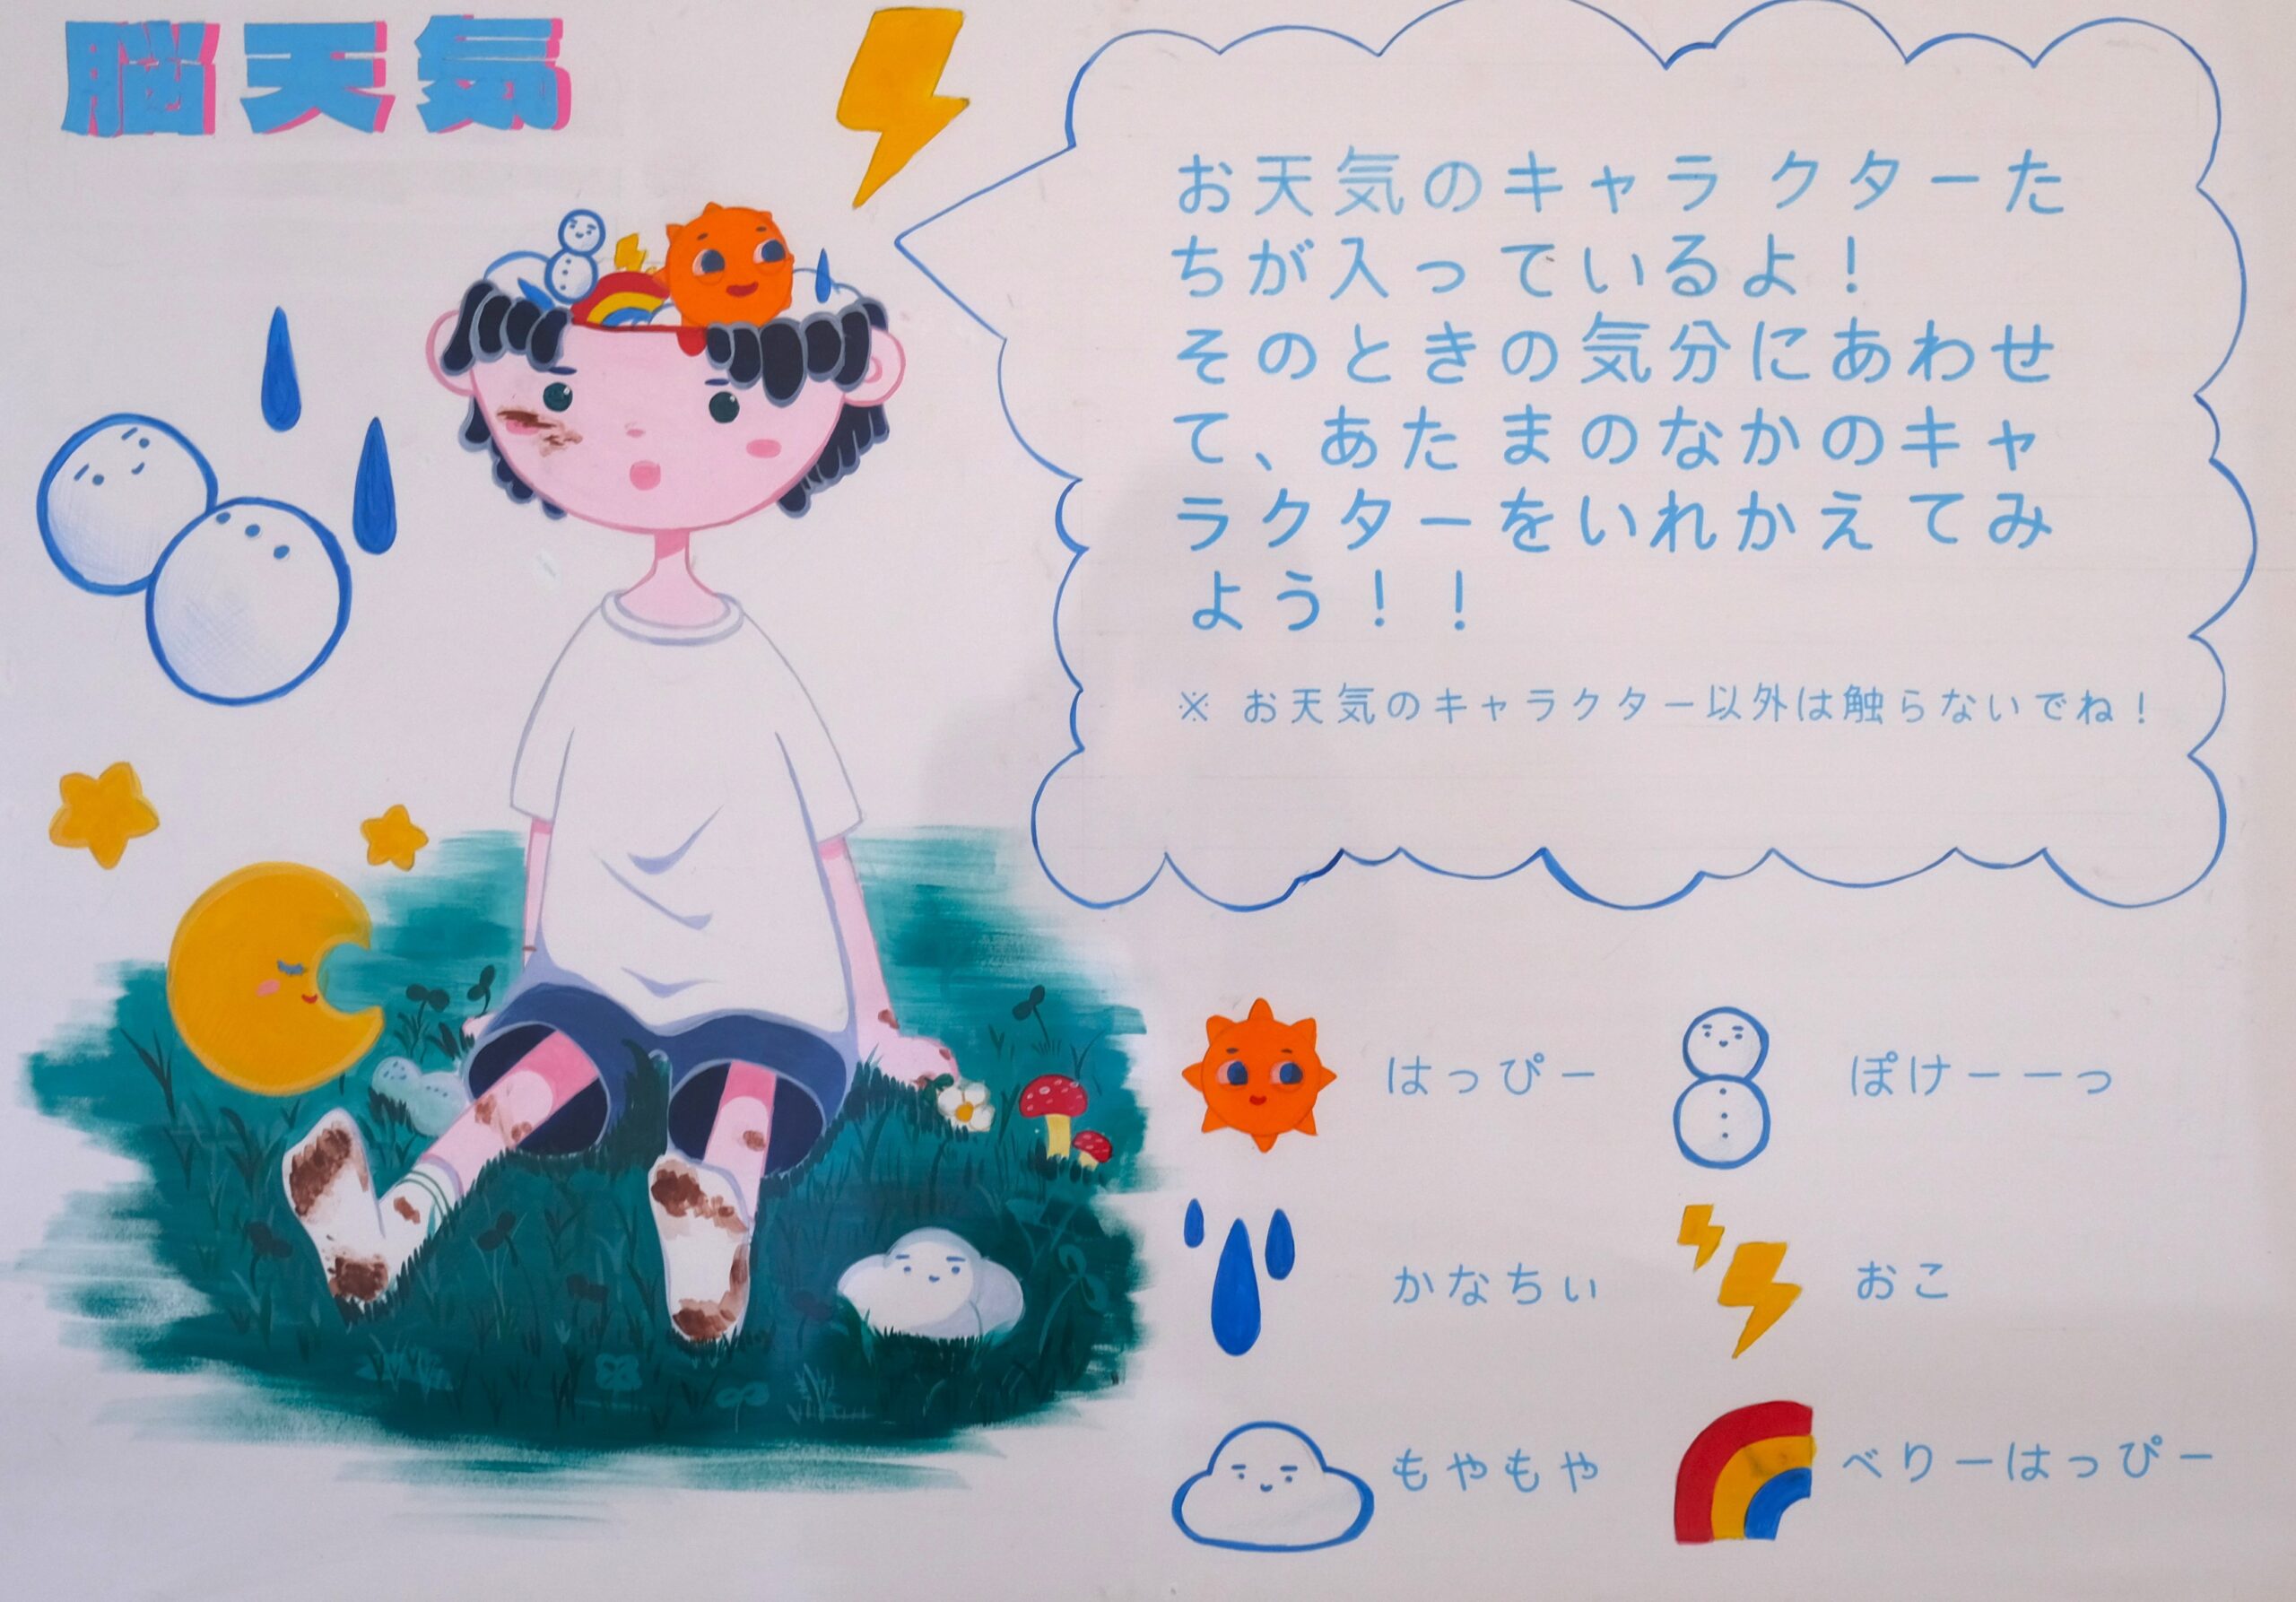 脳天気
お天気のキャラクターた
ちが入っているよ！
そのときの気分にあわせ
て、あたまのなかのキャ
ラクターをいれかえてみ
よう！！
※ お天気のキャラクター以外は触らないでね！
はっぴー
ぽけーーっ
かなちぃ
おこ
もやもや
べりーはっぴー